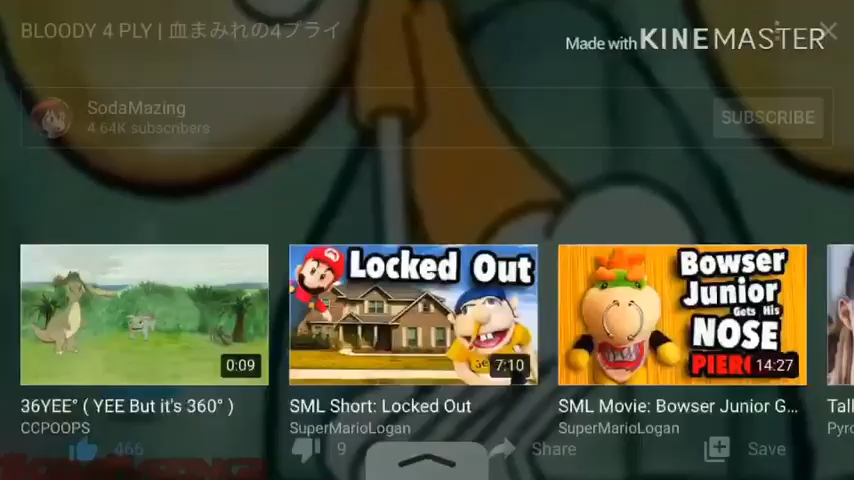 BLOODY 4 PLY | 血まみれの4プライ
Made with KINEMASTER
SodaMazing
4.64K subscribers
SUBSCRIBE
Locked Out
Bowser
Junior
Gets His
NOSE
0:09
7:10
14:27
36YEE° ( YEE But it's 360° )
SML Short: Locked Out
SML Movie: Bowser Junior G...
CCPOOPS
SuperMarioLogan
SuperMarioLogan
466
9
Share
Save